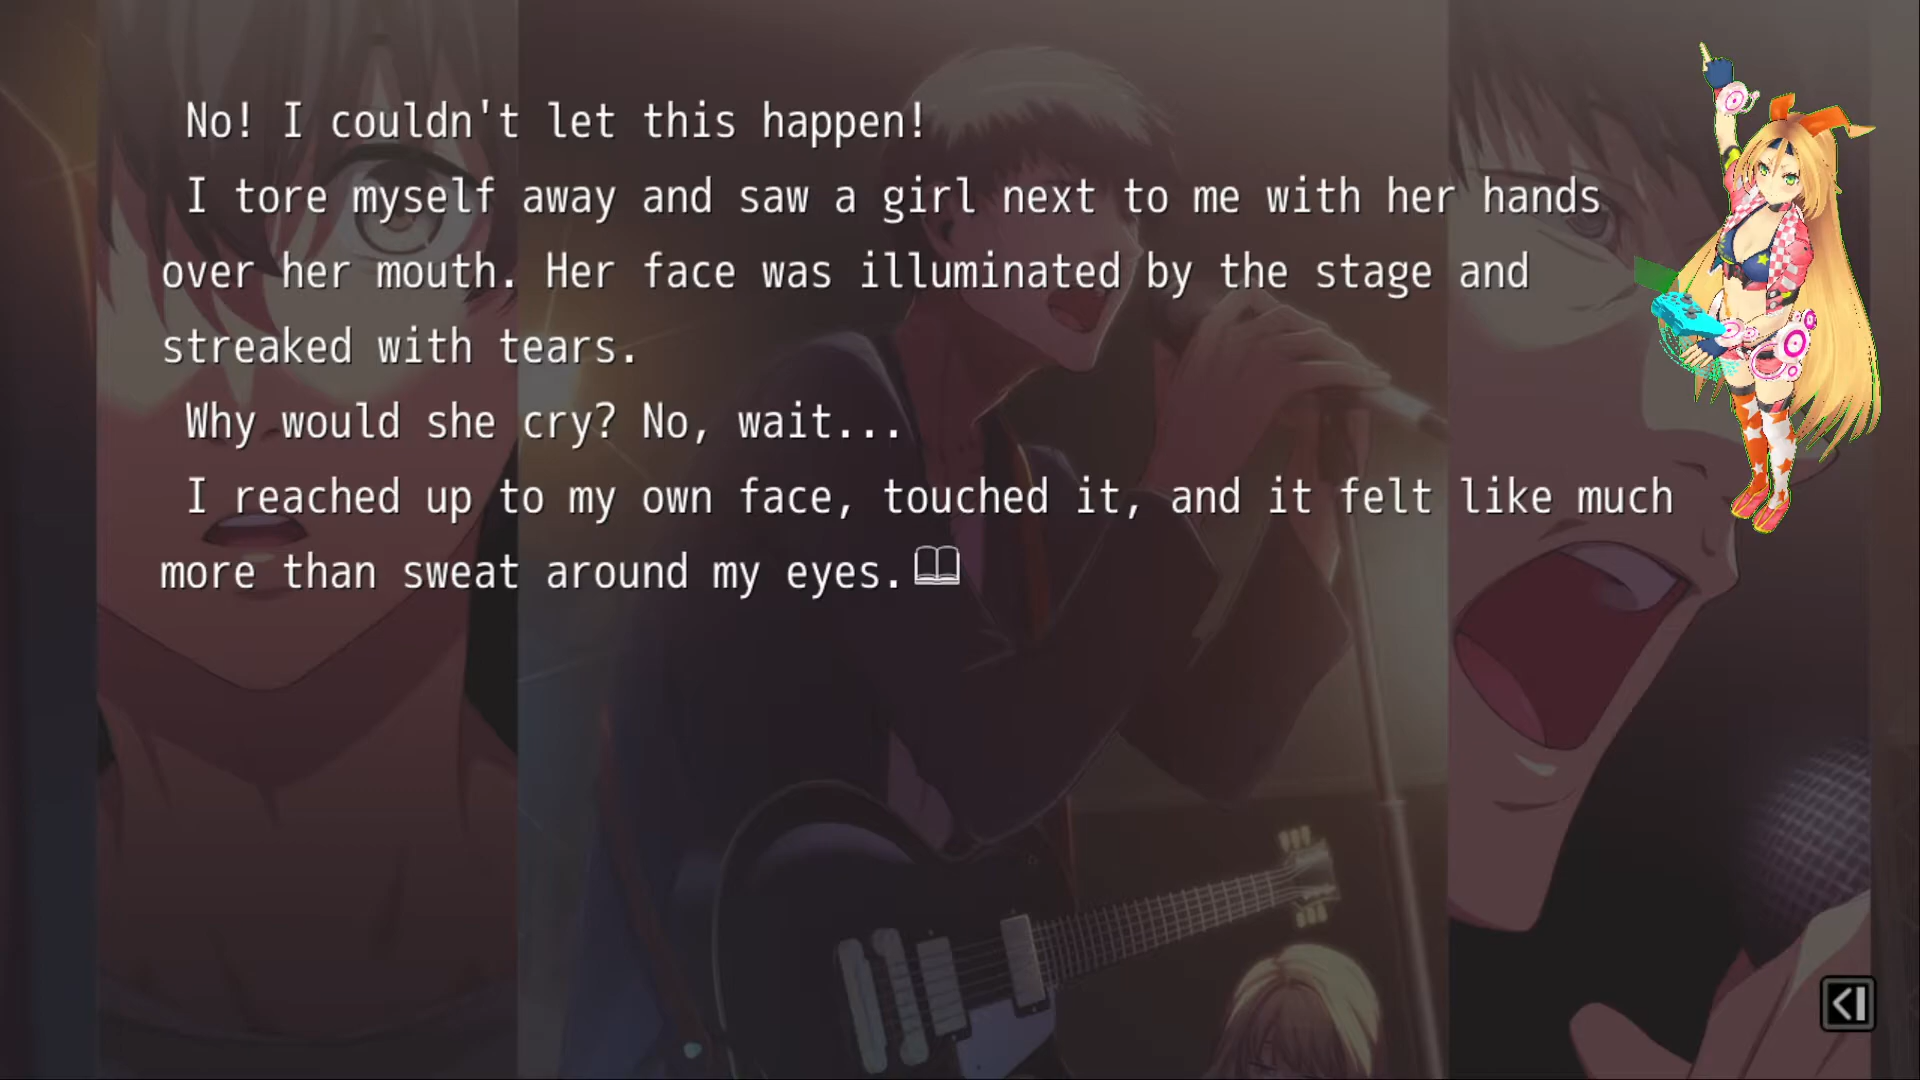 No! I couldn't let this happen!
I tore myself away and saw a girl next to me with her hands
over her mouth. Her face was illuminated by the stage and
streaked with tears.
Why would she cry? No, wait...
I reached up to my own face, touched it, and it felt like much
more than sweat around my eyes.